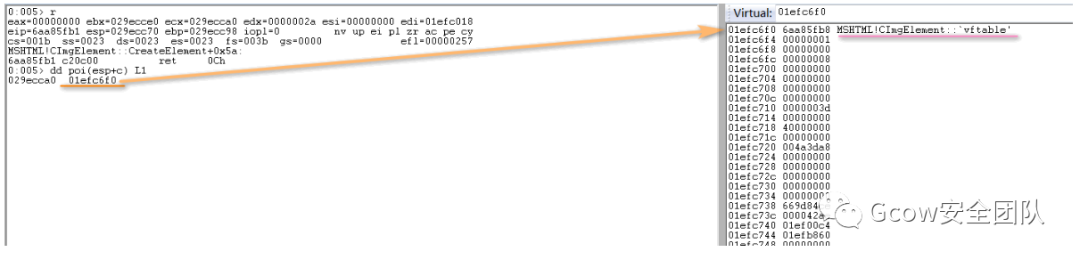 0:005> r
eax=00000000 ebx=029ecce0 ecx=029ecca0 edx=0000002a esi=00000000 edi=01efc018
eip=6aa85fb1 esp=029ecc70 ebp=029ecc98 iopl=0 nv up ei pl zr ac pe cy
cs=001b ss=0023 ds=0023 es=0023 fs=003b gs=0000 efl=00000257
MSHTML!CImgElement::CreateElement+0x5a:
6aa85fb1 c20c00 ret 0Ch
0:005> dd poi(esp+c) L1
029ecca0 01efc6f0
Virtual: 01efc6f0
01efc6f0 6aa85fb8 MSHTML!CImgElement::`vftable'
01efc6f4 00000001
01efc6f8 00000000
01efc6fc 00000008
01efc700 00000000
01efc704 00000000
01efc708 00000000
01efc70c 00000000
01efc710 0000003d
01efc714 00000000
01efc718 40000000
01efc71c 00000000
01efc720 004a3da8
01efc724 00000000
01efc728 00000000
01efc72c 00000000
01efc730 00000000
01efc734
01efc738
01efc73c
01efc740 01ef00c4
01efc744 01efb860
01efc748 00000000
Gcow安全团队